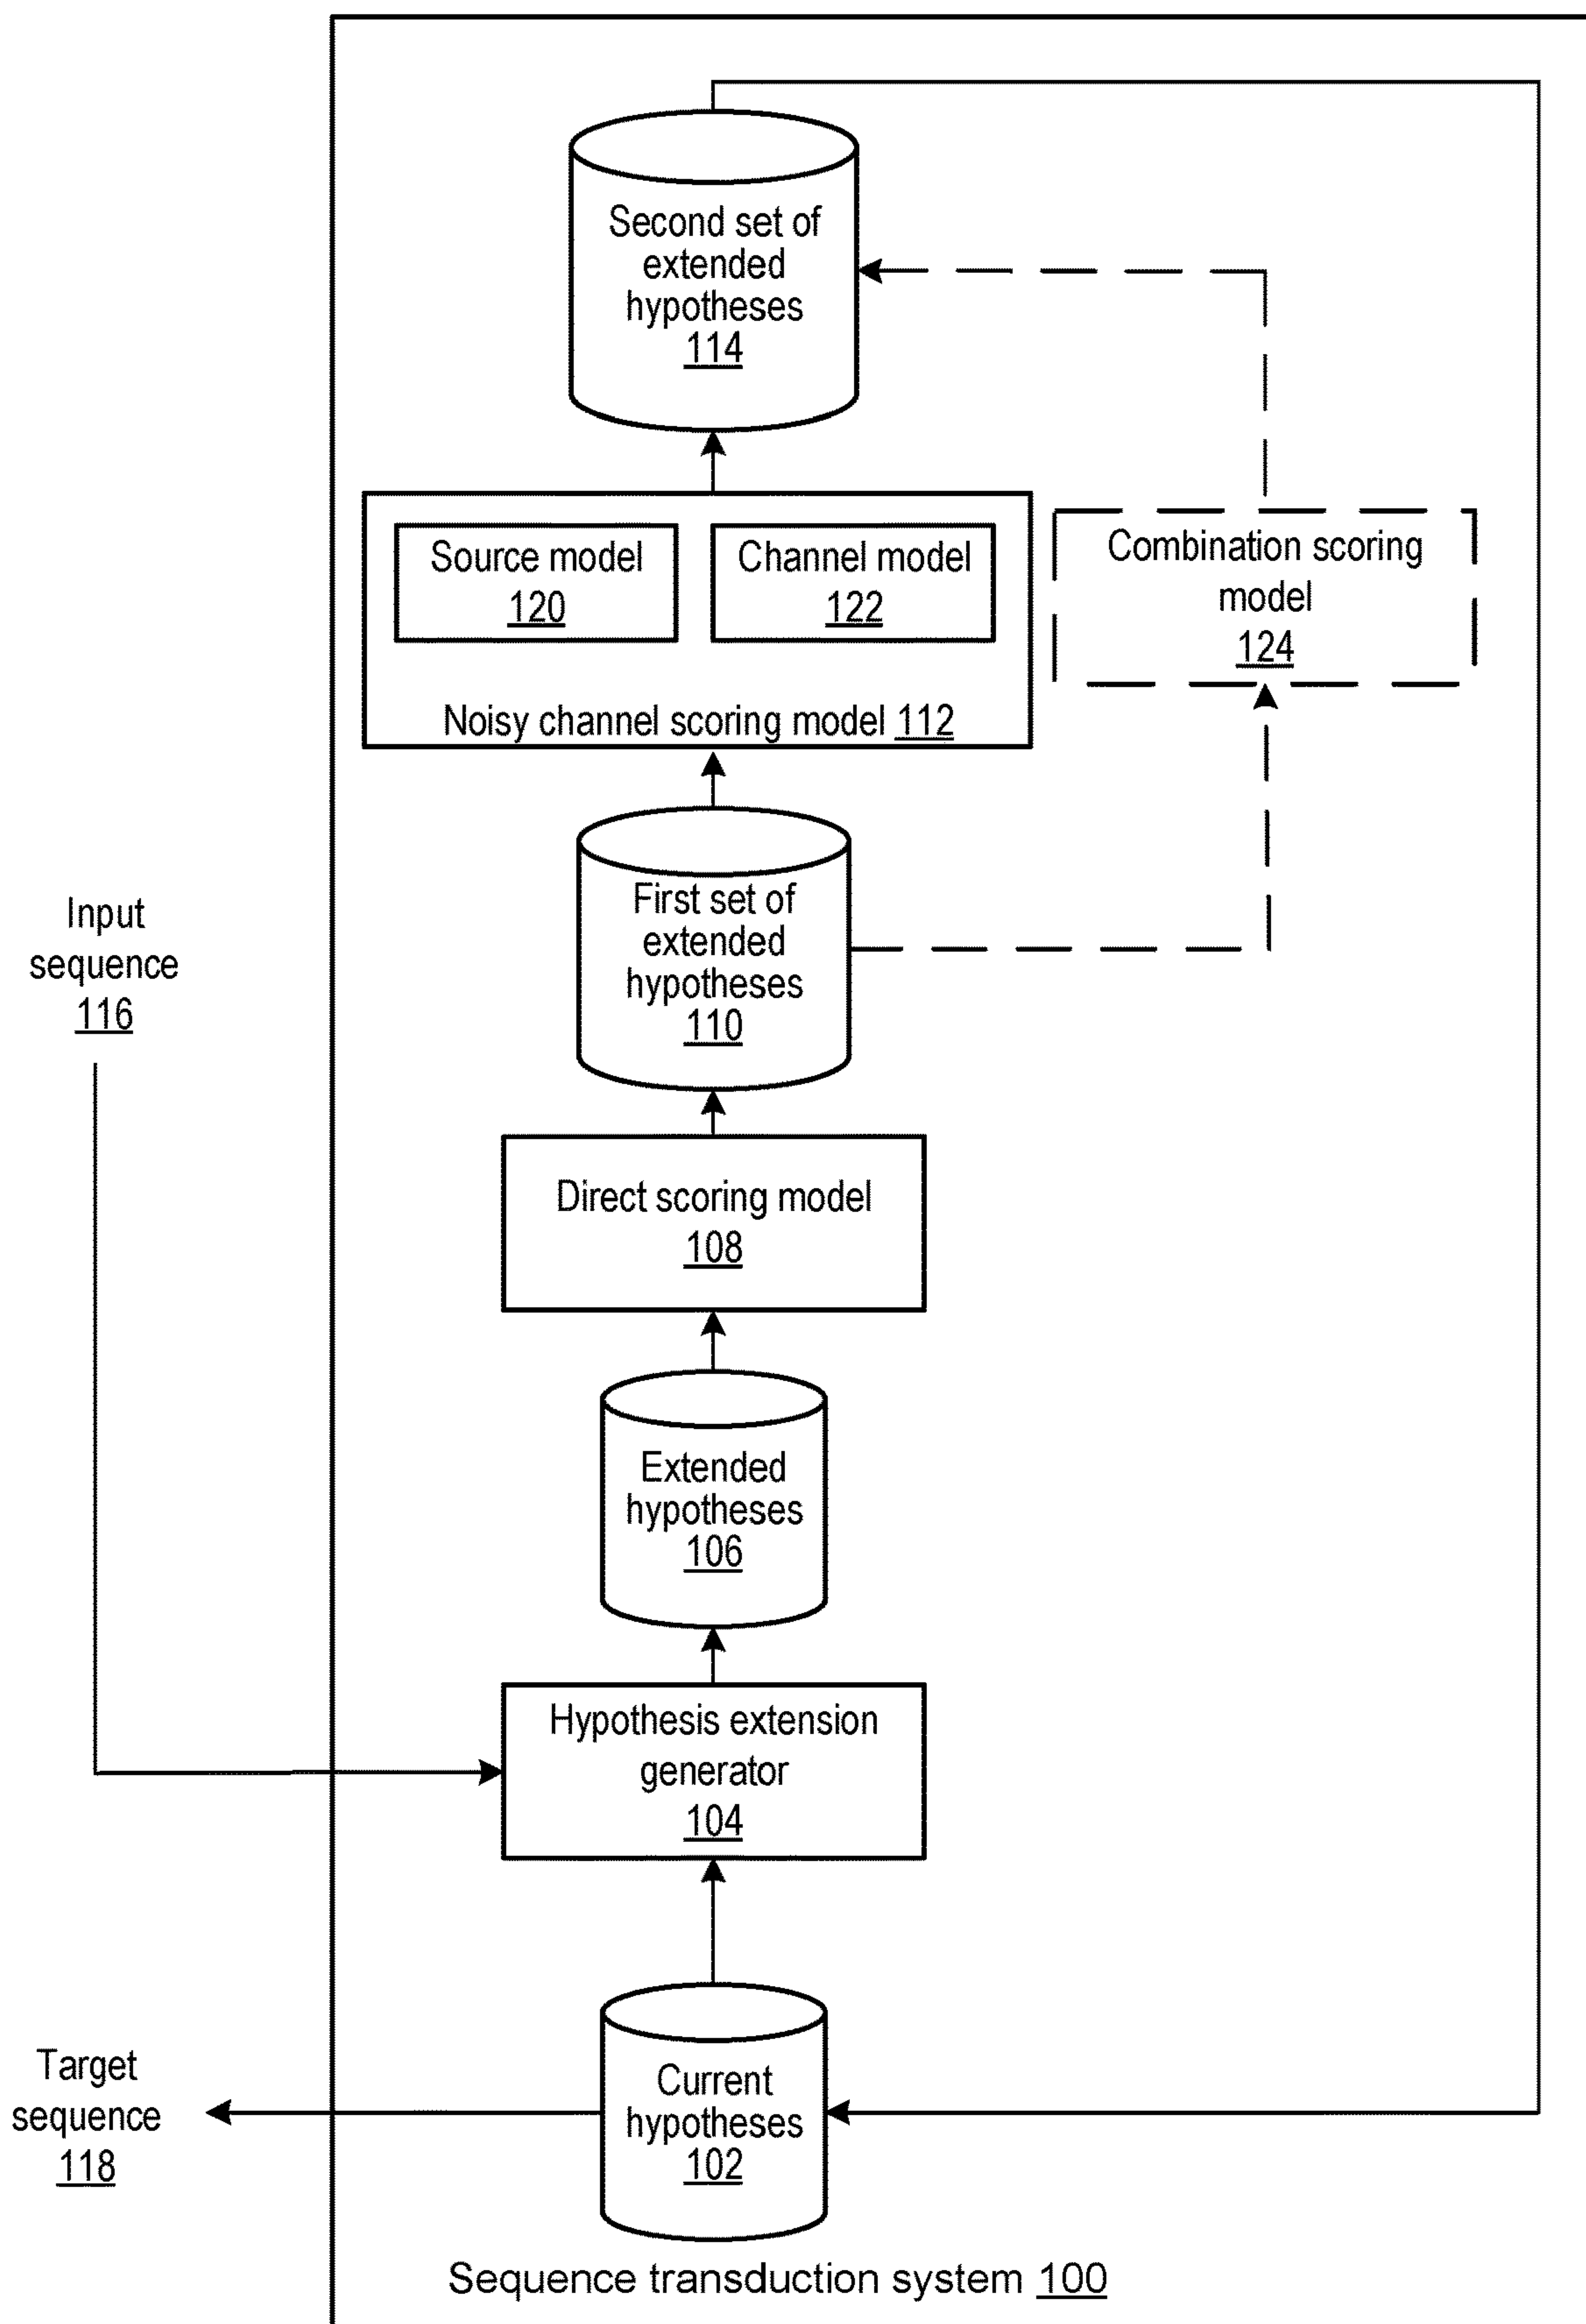 Second set of
extended
hypotheses
114
Source model
120
Channel model
122
Noisy channel scoring model 112
Combination scoring
model
124
First set of
extended
hypotheses
110
Input
sequence
116
Direct scoring model
108
Extended
hypotheses
106
Hypothesis extension
generator
104
Current
hypotheses
102
Target
sequence
118
Sequence transduction system 100